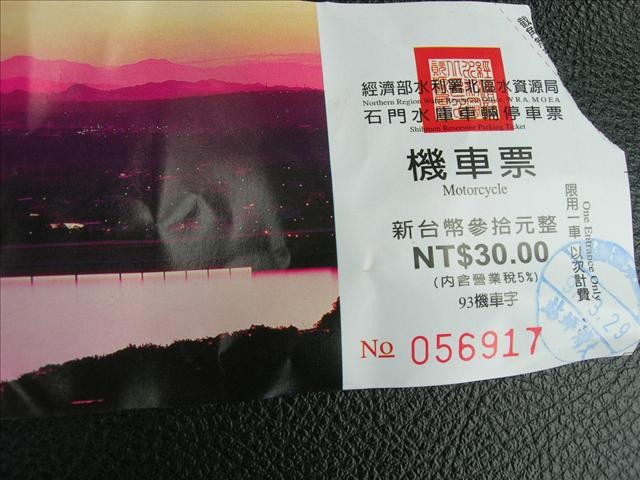 經濟部水利署北區水資源局
Northern Region Water Resources Office, W R A. M O E A
石門水庫車輛停車票
Shihmen Reservoir Parking Ticket
機車票
Motorcycle
新台幣參拾元整
NT$30.00
(內含營業稅5%)
93機車字
No 056917
限用一車以次計費
One Entrance Only